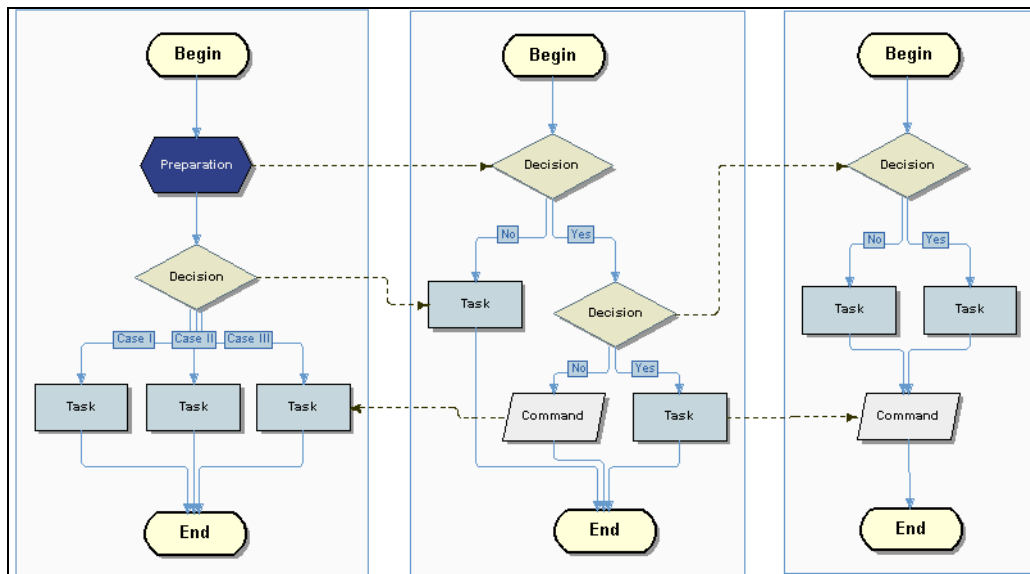 Begin
Preparation
Decision
Case I
Case II
Case III
Task
Task
Task
End
Begin
Decision
No
Yes
Task
Decision
No
Yes
Command
Task
End
Begin
Decision
No
Yes
Task
Task
Command
End